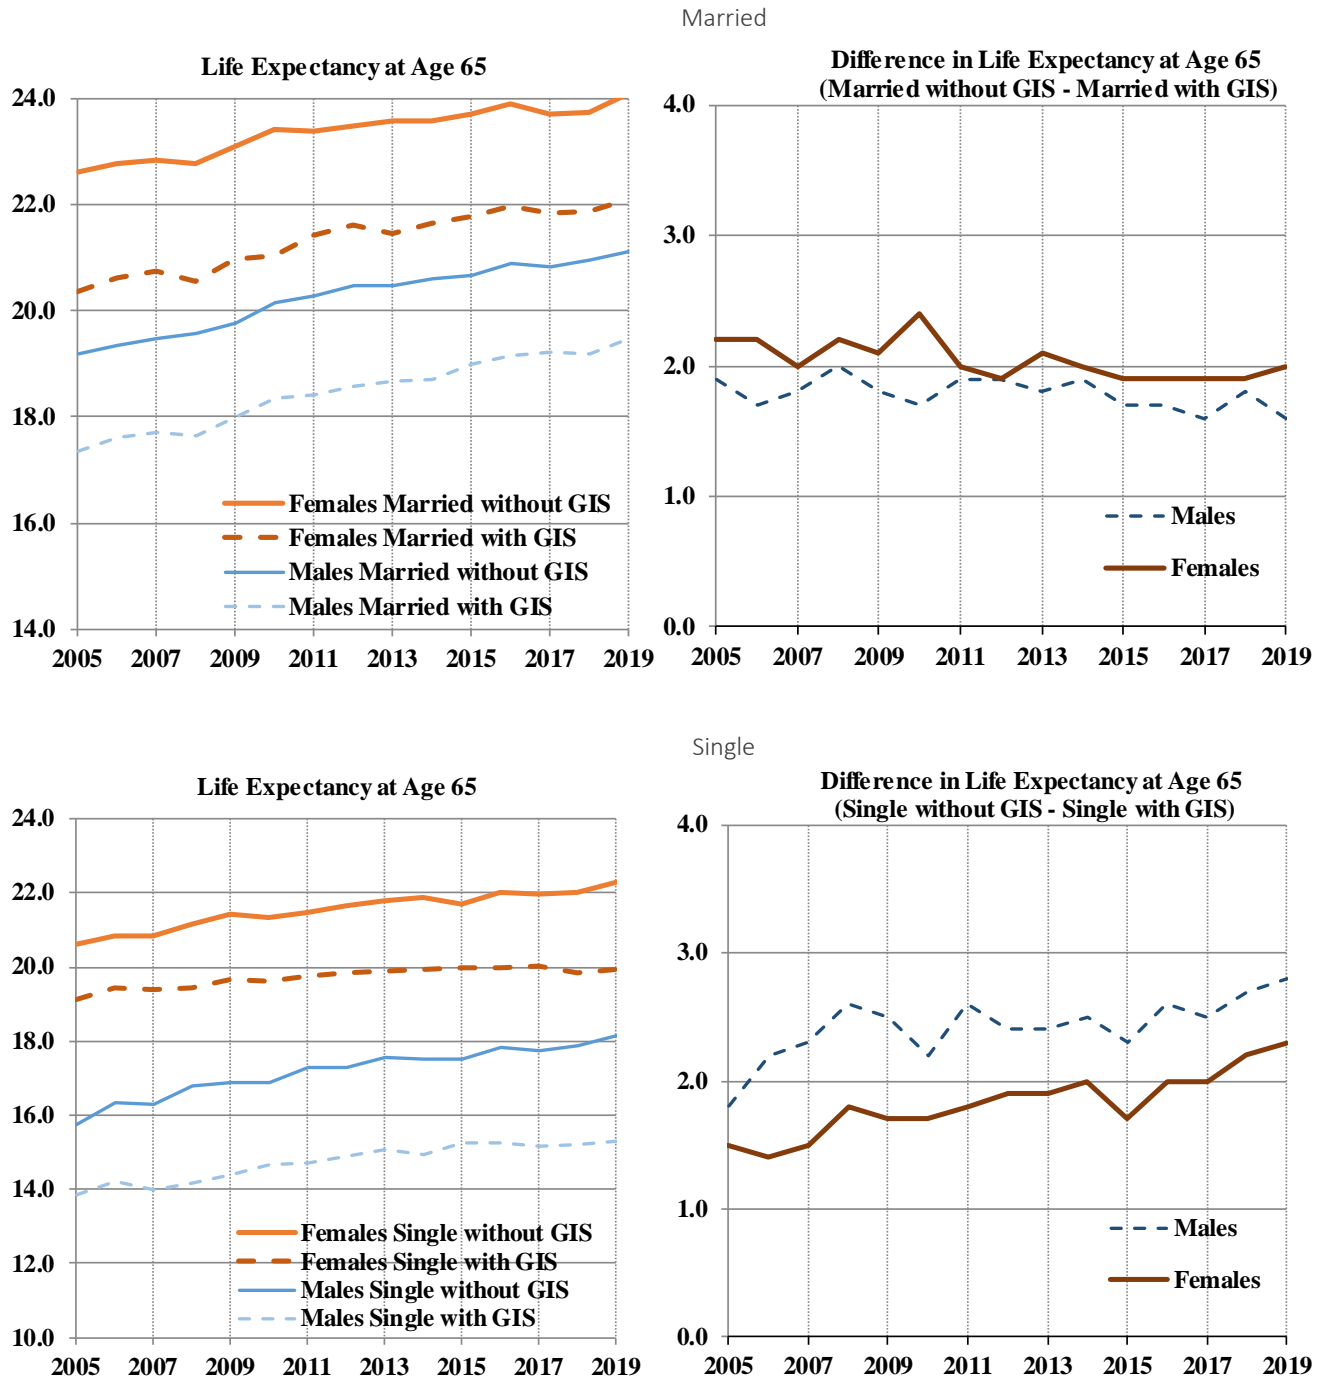 Married
Life Expectancy at Age 65
24.0
22.0
20.0
18.0
16.0
14.0
2005 2007 2009 2011 2013 2015 2017 2019
Females Married without GIS
Females Married with GIS
Males Married without GIS
Males Married with GIS
Difference in Life Expectancy at Age 65
(Married without GIS - Married with GIS)
4.0
3.0
2.0
1.0
0.0
2005 2007 2009 2011 2013 2015 2017 2019
Males
Females
Single
Life Expectancy at Age 65
24.0
22.0
20.0
18.0
16.0
14.0
12.0
10.0
2005 2007 2009 2011 2013 2015 2017 2019
Females Single without GIS
Females Single with GIS
Males Single without GIS
Males Single with GIS
Difference in Life Expectancy at Age 65
(Single without GIS - Single with GIS)
4.0
3.0
2.0
1.0
0.0
2005 2007 2009 2011 2013 2015 2017 2019
Males
Females